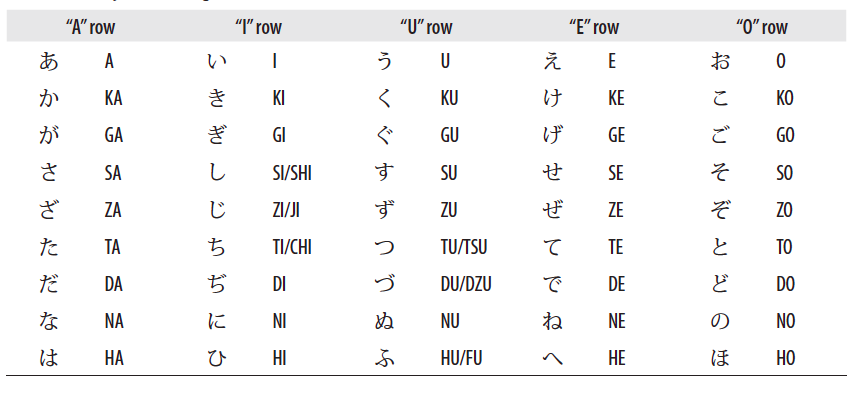 “A” row “I” row “U” row “E” row “O” row
あ A い I う U え E お O
か KA き KI く KU け KE こ KO
が GA ぎ GI ぐ GU げ GE ご GO
さ SA し SI/SHI す SU せ SE そ SO
ざ ZA じ ZI/JI ず ZU ぜ ZE ぞ ZO
た TA ち TI/CHI つ TU/TSU て TE と TO
だ DA ぢ DI づ DU/DZU で DE ど DO
な NA に NI ぬ NU ね NE の NO
は HA ひ HI ふ HU/FU へ HE ほ HO